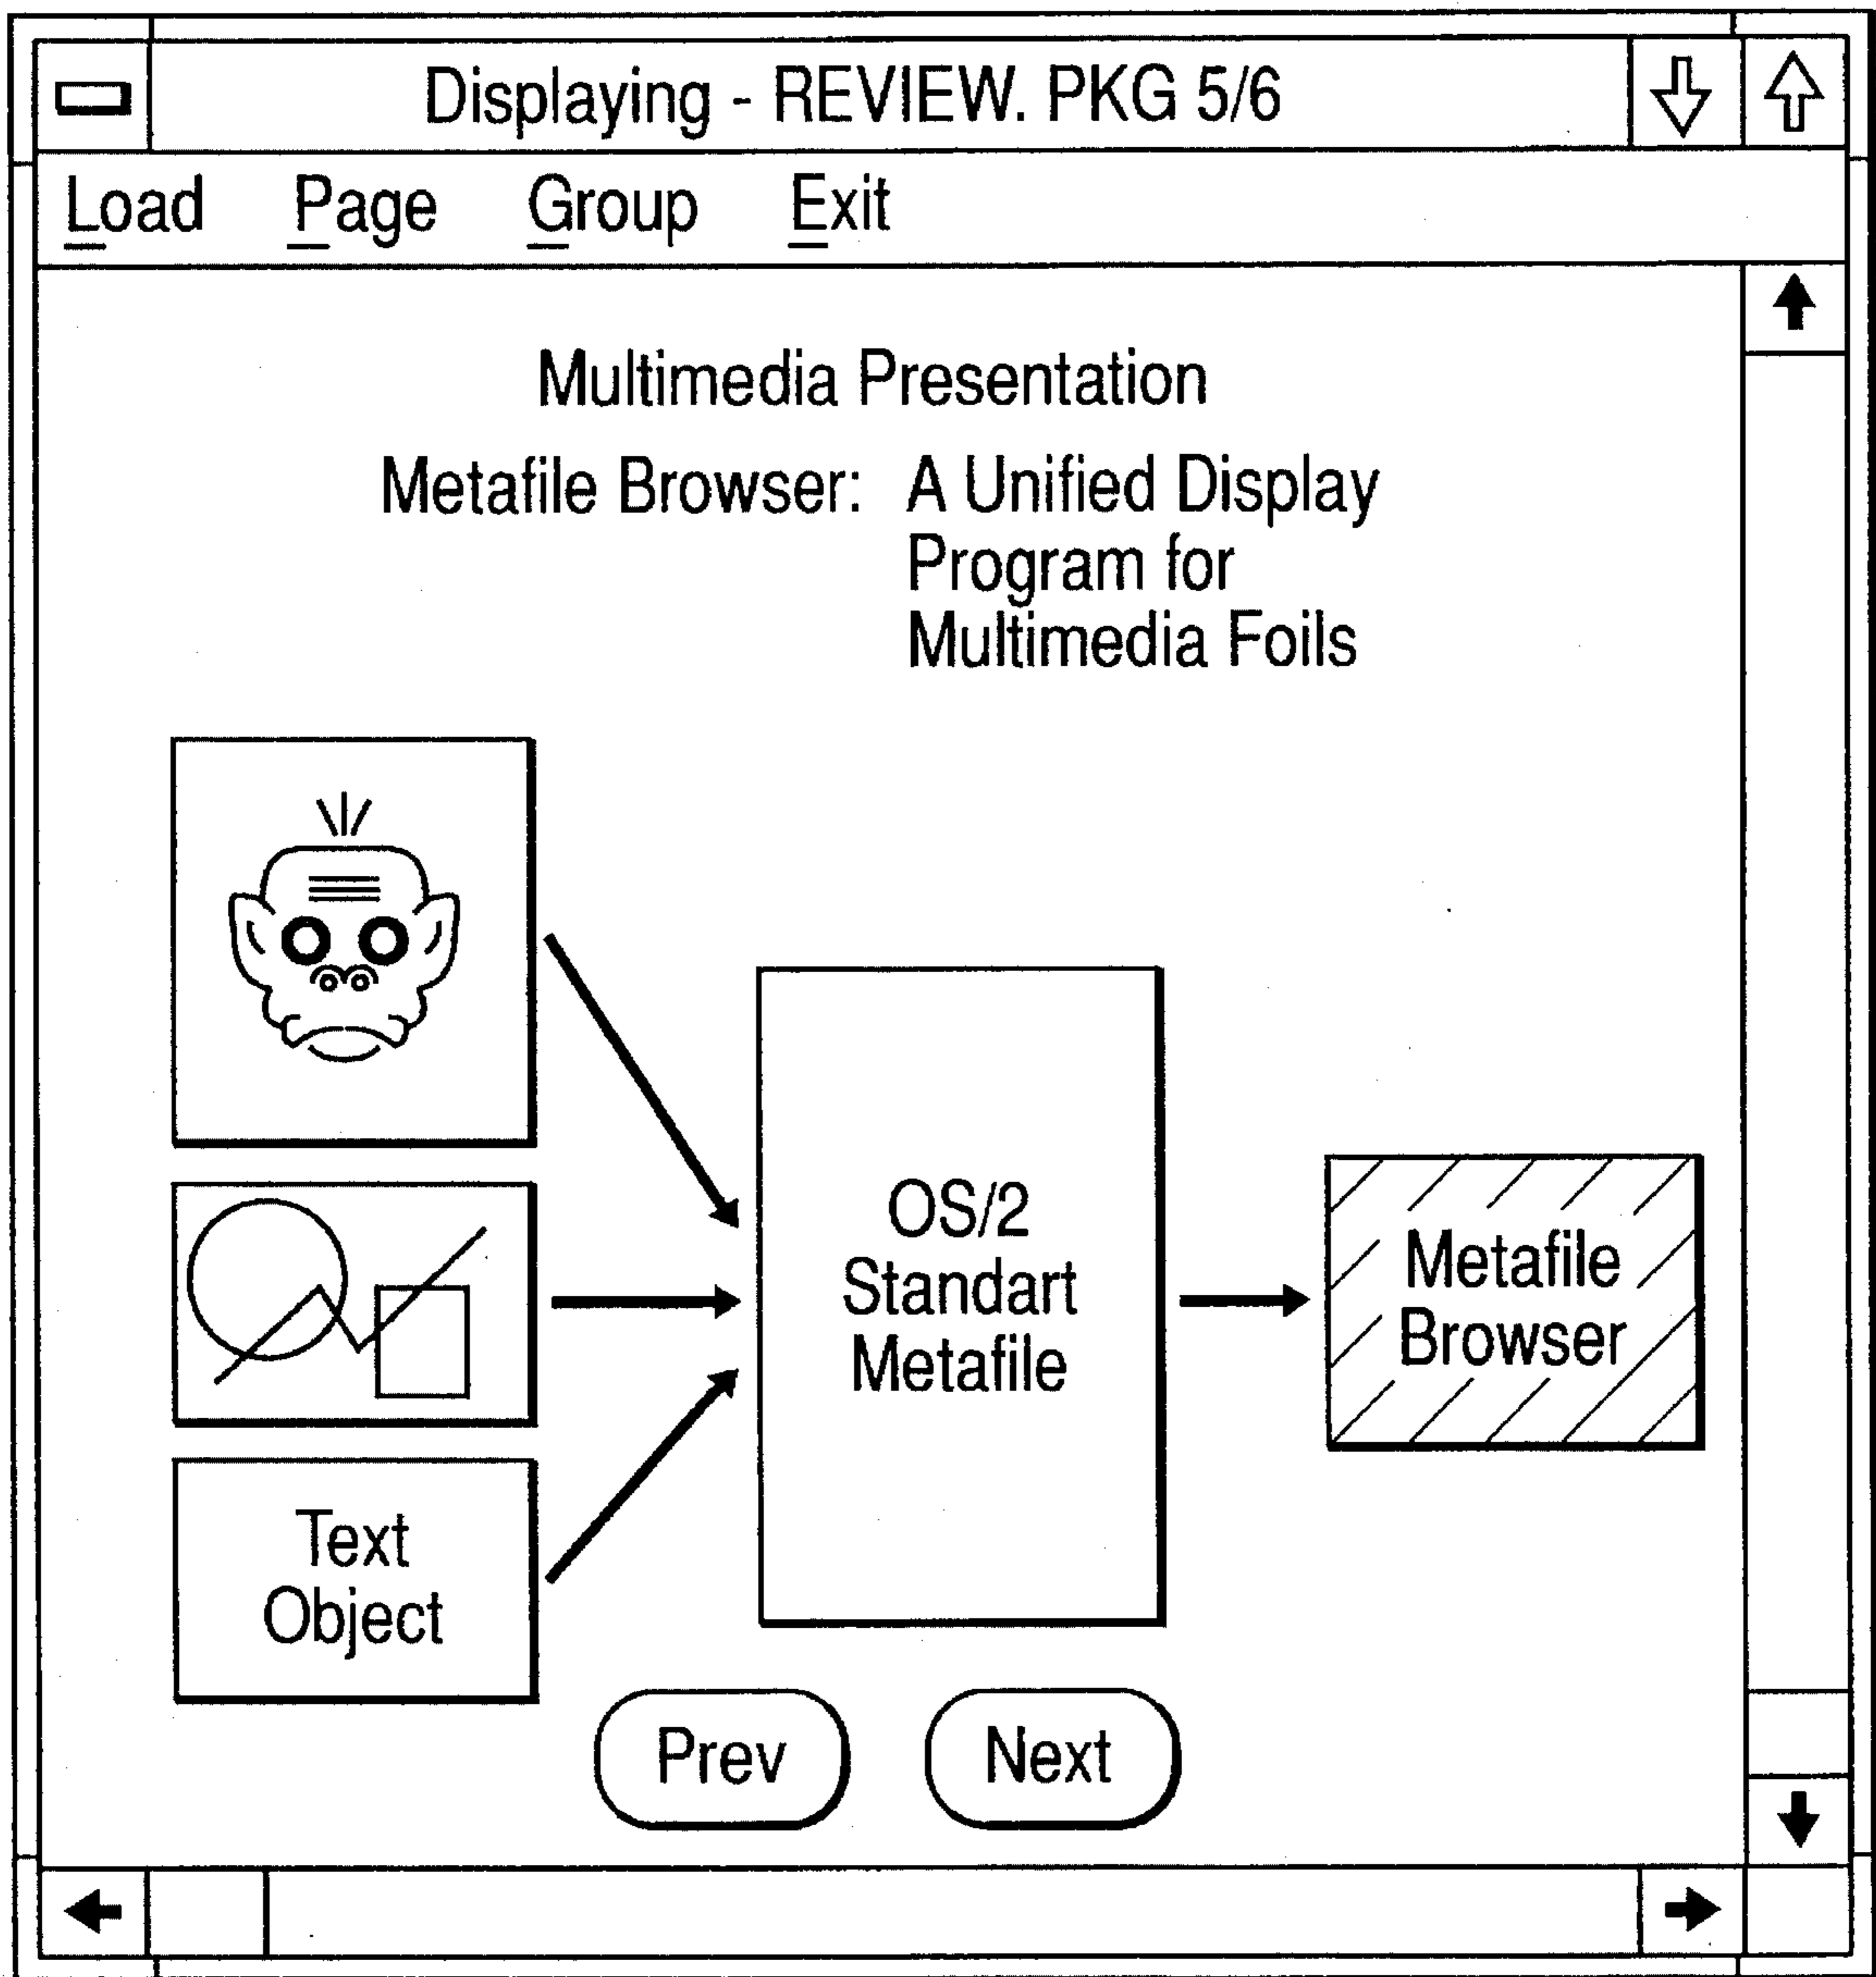 Displaying - REVIEW. PKG 5/6
Load Page Group Exit
Multimedia Presentation
Metafile Browser: A Unified Display
Program for
Multimedia Foils
OS/2
Standart
Metafile
Metafile
Browser
Text
Object
Prev Next